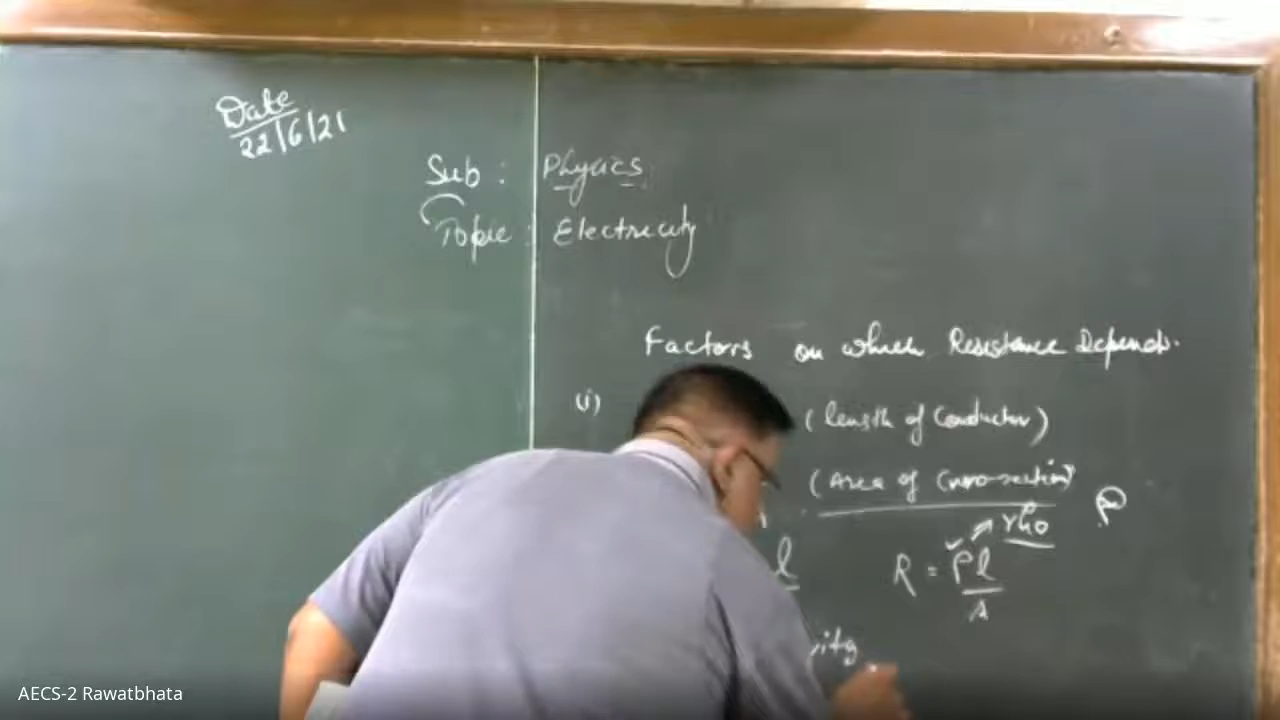 Date
22/6/21
Sub : Physics
Topic : Electricity
Factors on which Resistance Depends.
(i) (length of Conductor)
(Area of Cross-section)
rho ρ
l R = ρl
A
vity
AECS-2 Rawatbhata